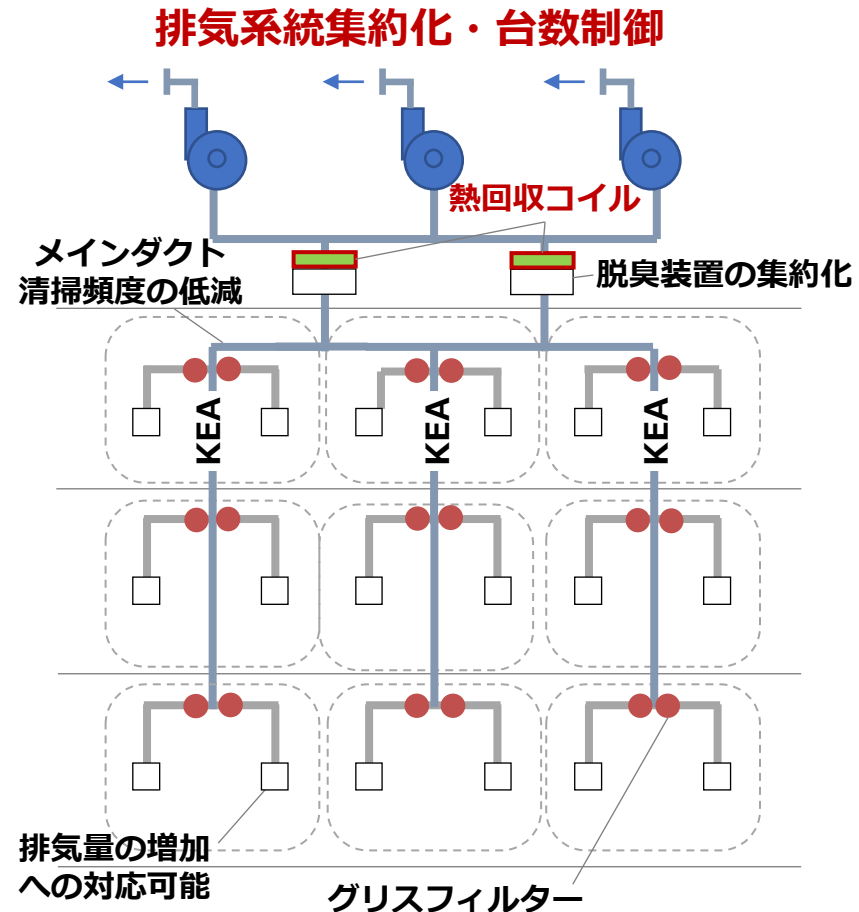 排気系統集約化・台数制御
熱回収コイル
メインダクト
清掃頻度の低減
脱臭装置の集約化
KEA
KEA
KEA
排気量の増加
への対応可能
グリスフィルター